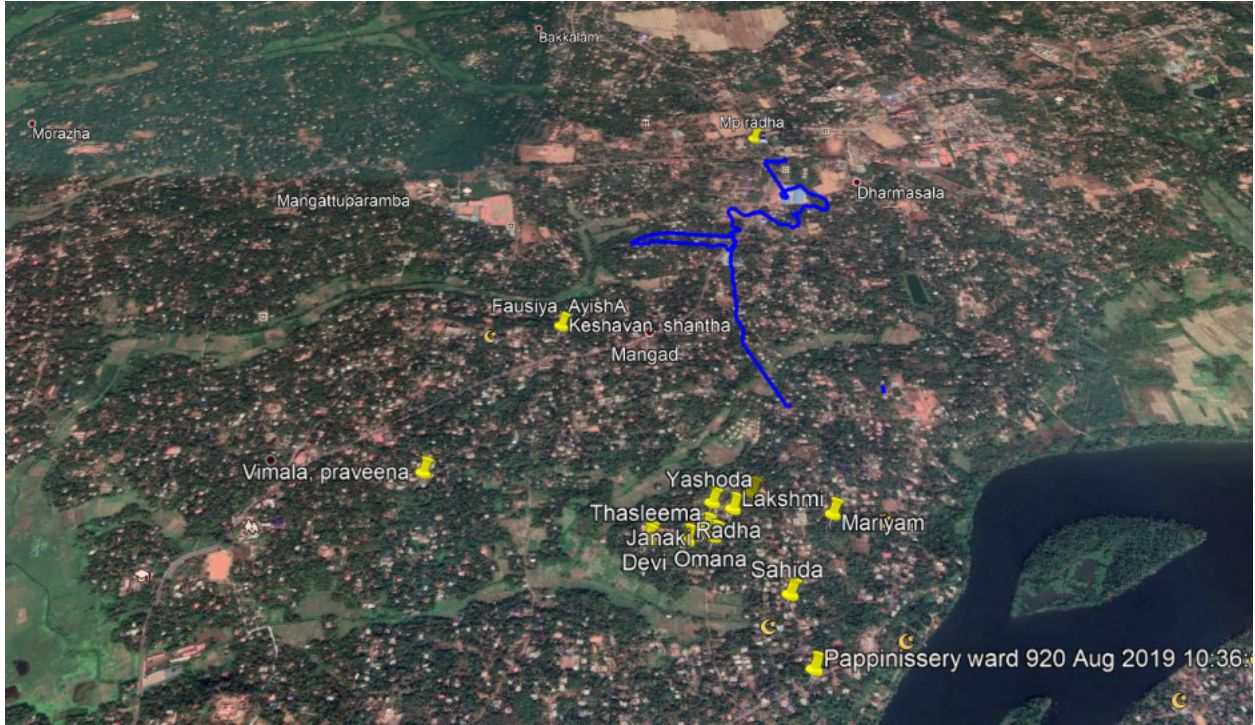 Bakkalam
Morazha
Mp radha
Mangattuparamba
Dharmasala
Fausiya AyishA
Keshavan shantha
Mangad
Vimala, praveena
Yashoda
Lakshmi
Thasleema
Mariyam
Janaki
Radha
Devi
Omana
Sahida
Pappinissery ward 920 Aug 2019 10:36: